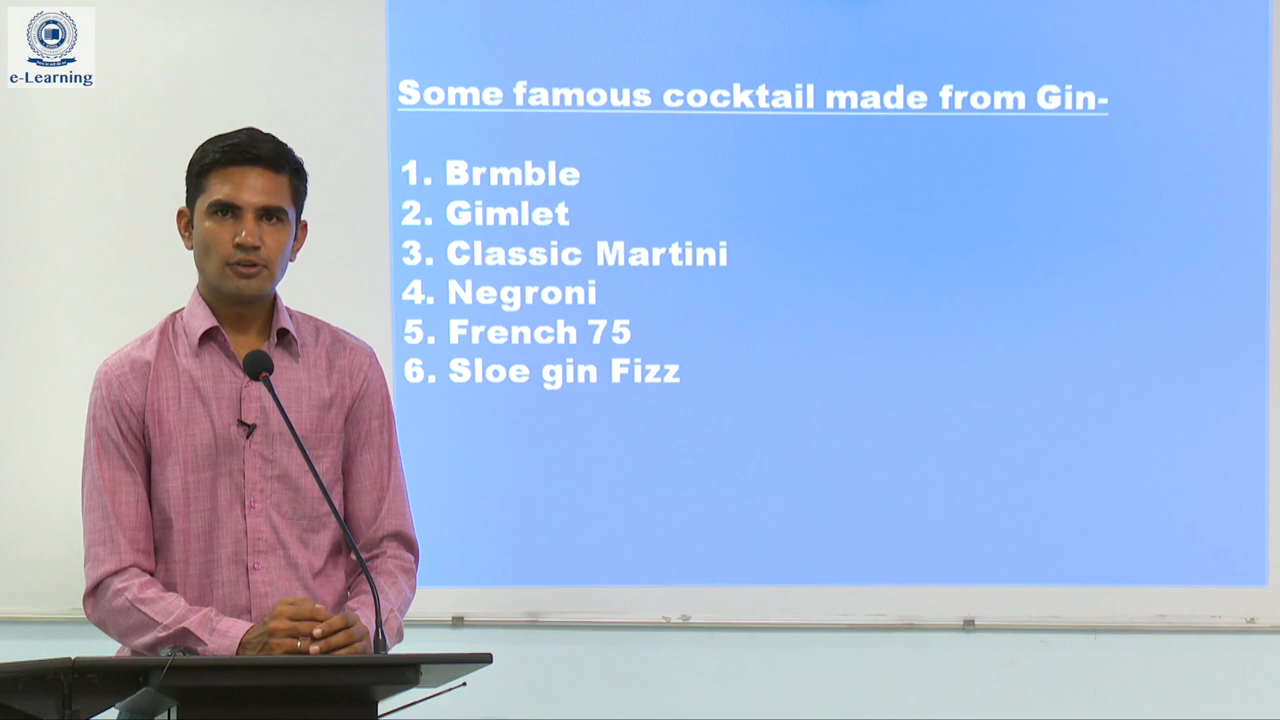 e-Learning
Some famous cocktail made from Gin-
1. Brmble
2. Gimlet
3. Classic Martini
4. Negroni
5. French 75
6. Sloe gin Fizz